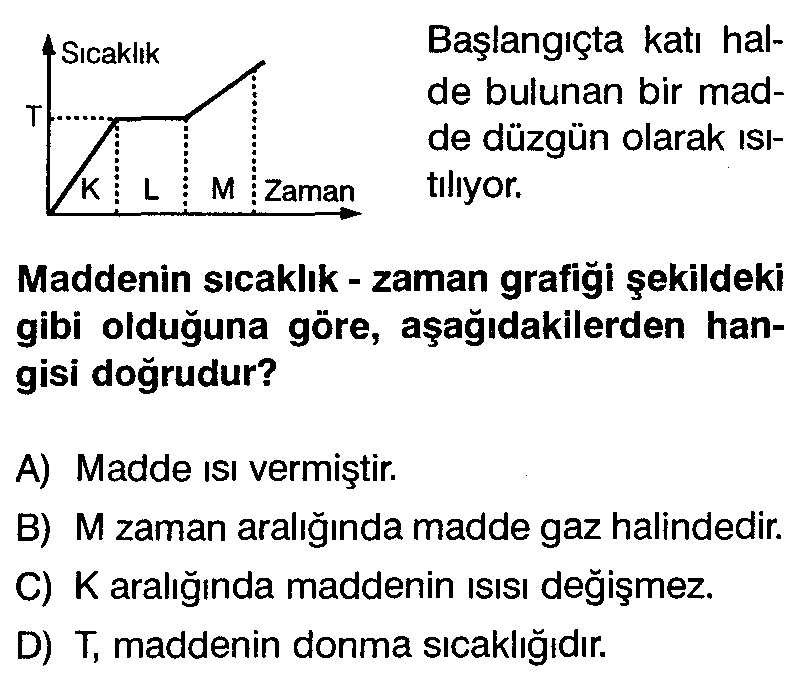 Sıcaklık
T
K L M Zaman
Başlangıçta katı hal-
de bulunan bir mad-
de düzgün olarak ısı-
tılıyor.
Maddenin sıcaklık - zaman grafiği şekildeki
gibi olduğuna göre, aşağıdakilerden han-
gisi doğrudur?
A) Madde ısı vermiştir.
B) M zaman aralığında madde gaz halindedir.
C) K aralığında maddenin ısısı değişmez.
D) T, maddenin donma sıcaklığıdır.